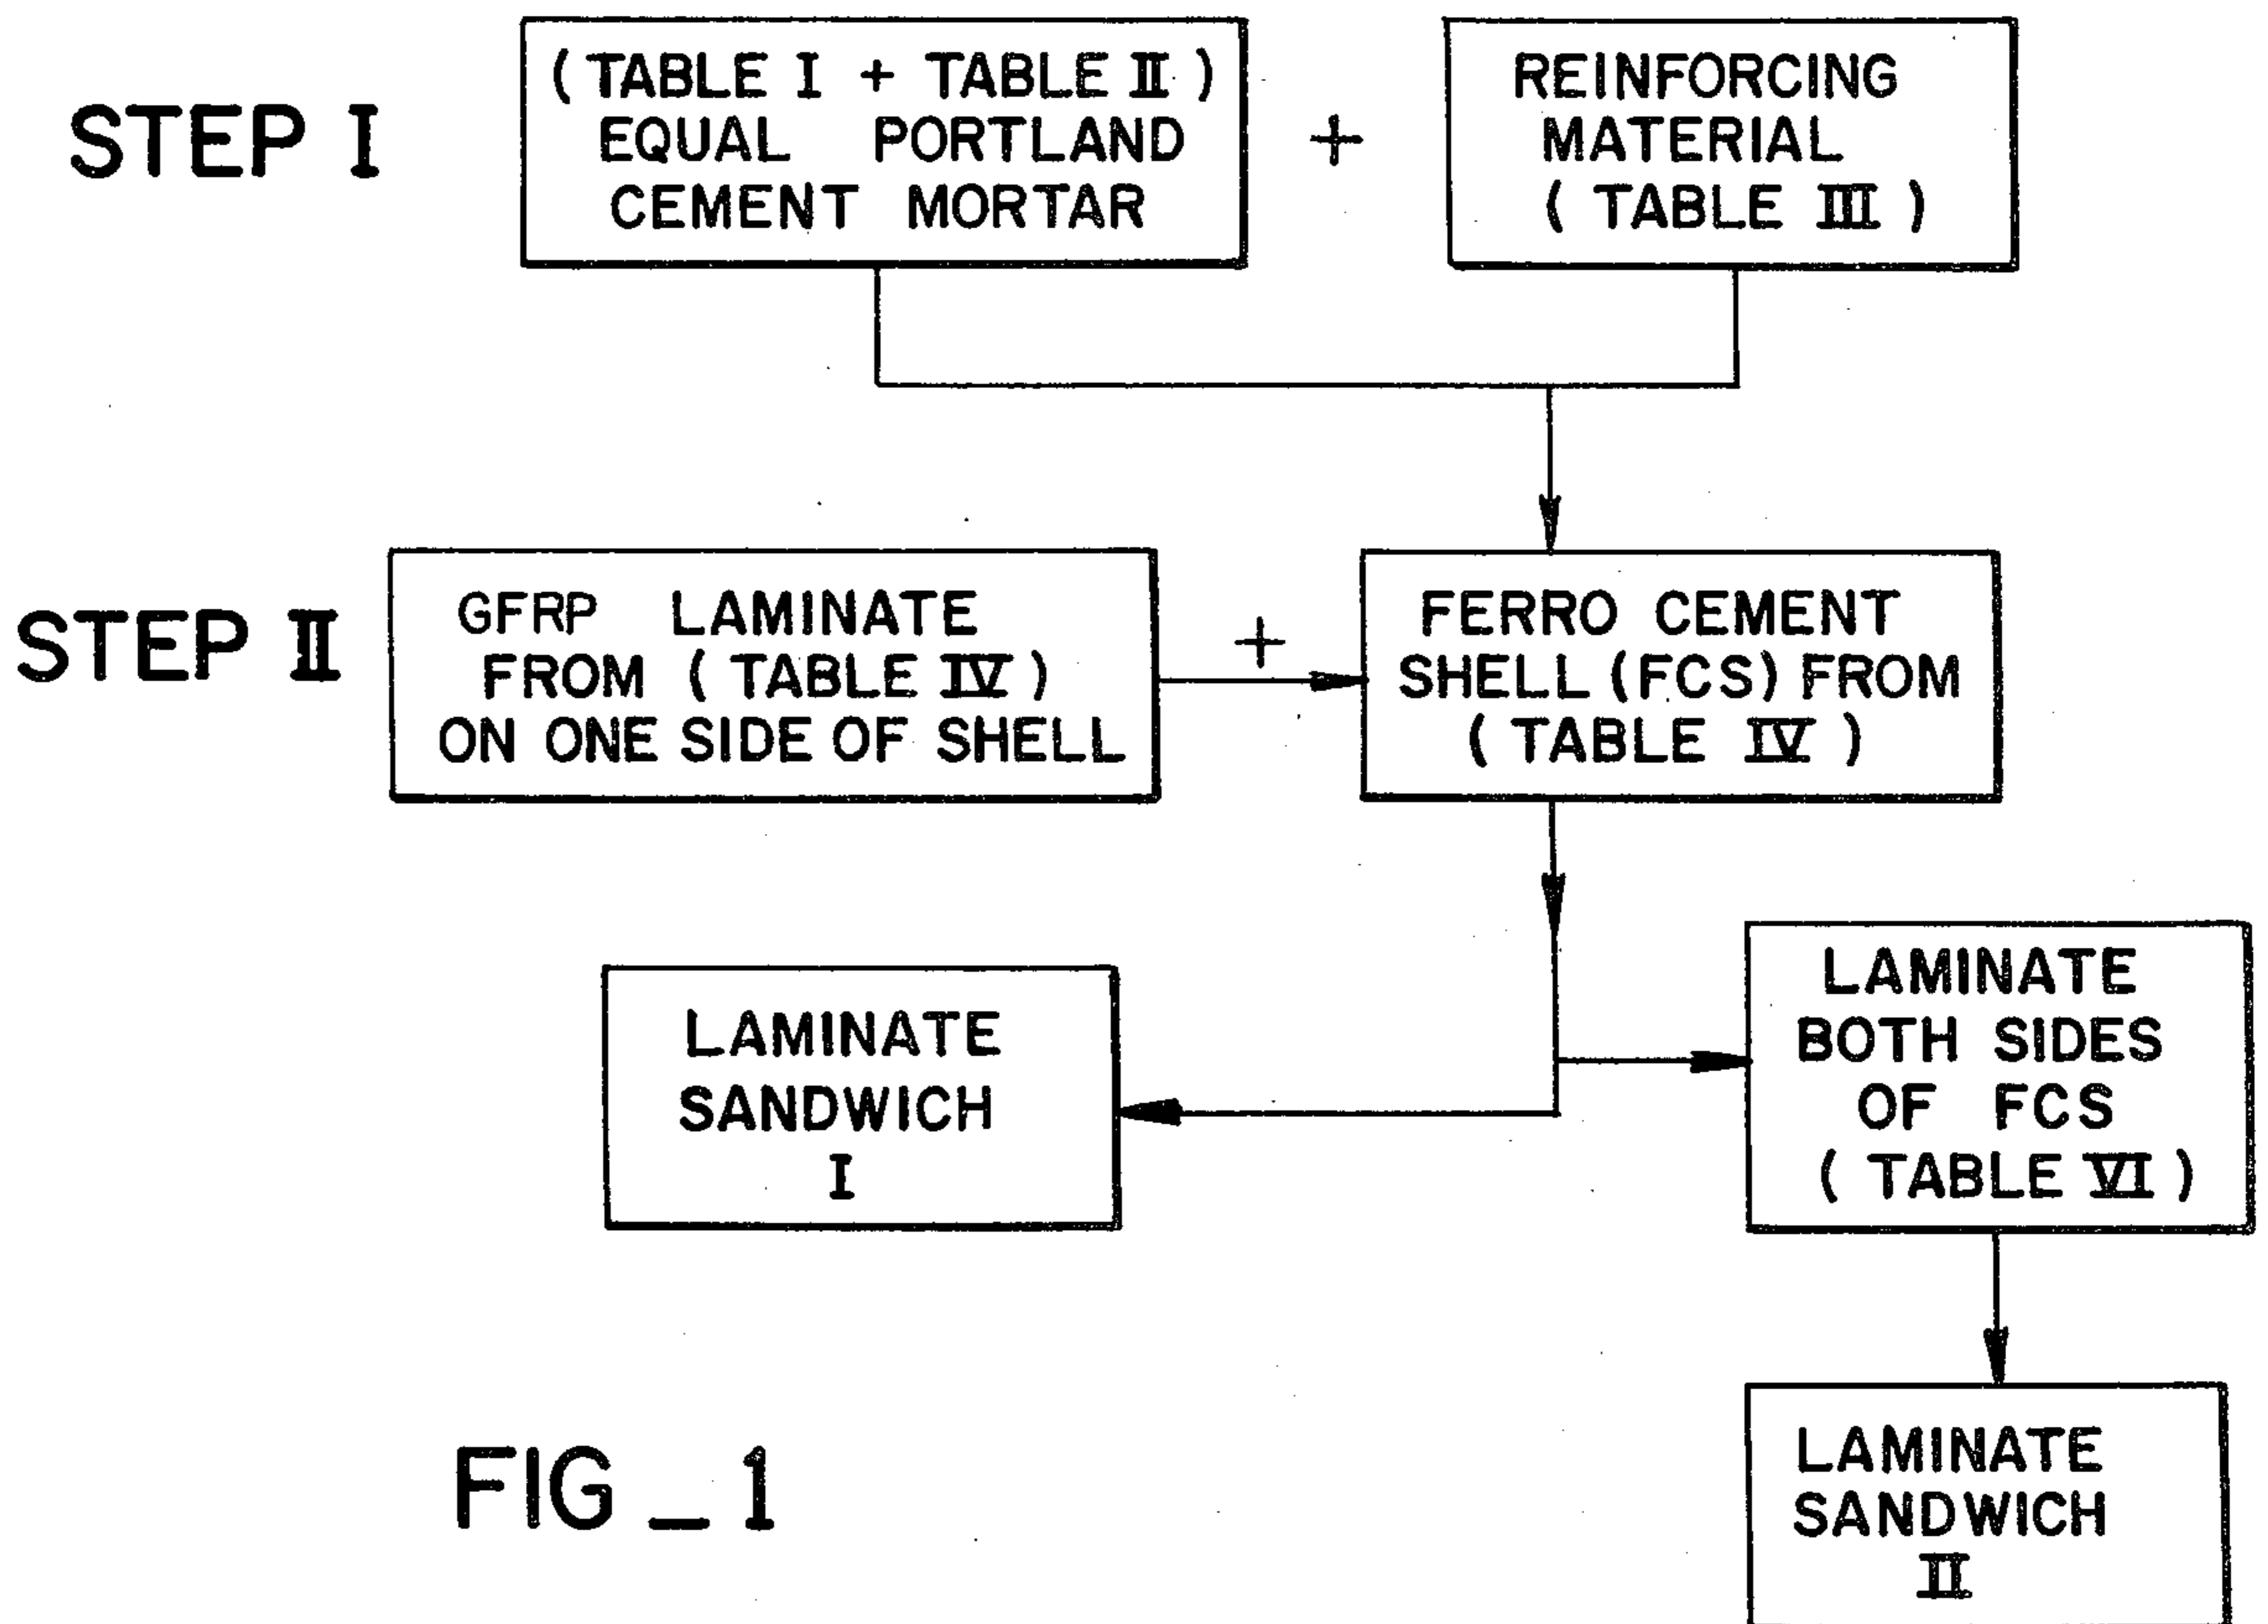 STEP I
( TABLE I + TABLE II )
EQUAL PORTLAND
CEMENT MORTAR
+
REINFORCING
MATERIAL
( TABLE III )
STEP II
GFRP LAMINATE
FROM ( TABLE IV )
ON ONE SIDE OF SHELL
+
FERRO CEMENT
SHELL (FCS) FROM
( TABLE IV )
LAMINATE
SANDWICH
I
LAMINATE
BOTH SIDES
OF FCS
( TABLE VI )
LAMINATE
SANDWICH
II
FIG_1